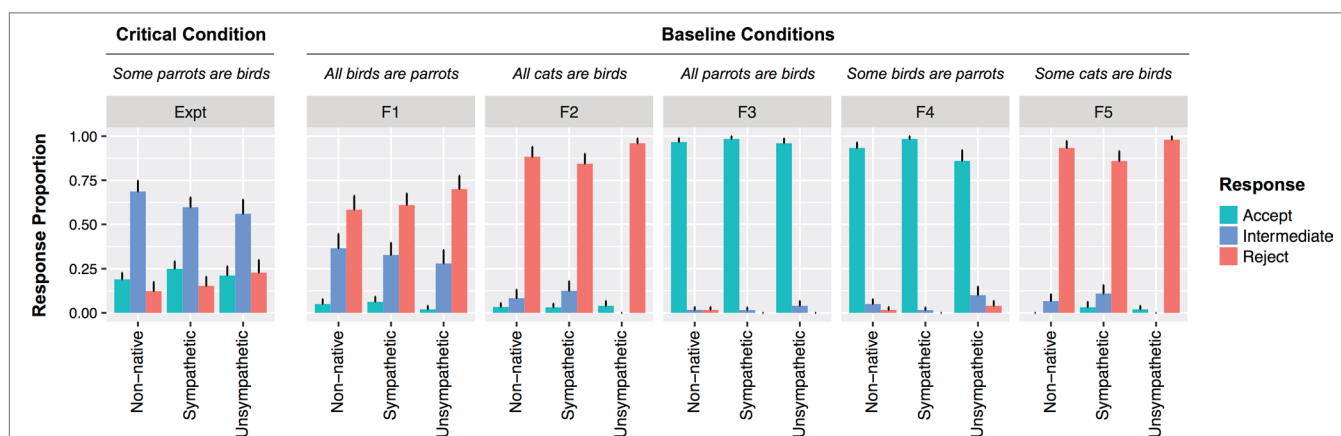 Critical Condition
Baseline Conditions
Some parrots are birds
All birds are parrots
All cats are birds
All parrots are birds
Some birds are parrots
Some cats are birds
Expt
F1
F2
F3
F4
F5
Response Proportion
1.00
0.75
0.50
0.25
0.00
Non−native
Sympathetic
Unsympathetic
Non−native
Sympathetic
Unsympathetic
Non−native
Sympathetic
Unsympathetic
Non−native
Sympathetic
Unsympathetic
Non−native
Sympathetic
Unsympathetic
Non−native
Sympathetic
Unsympathetic
Response
Accept
Intermediate
Reject